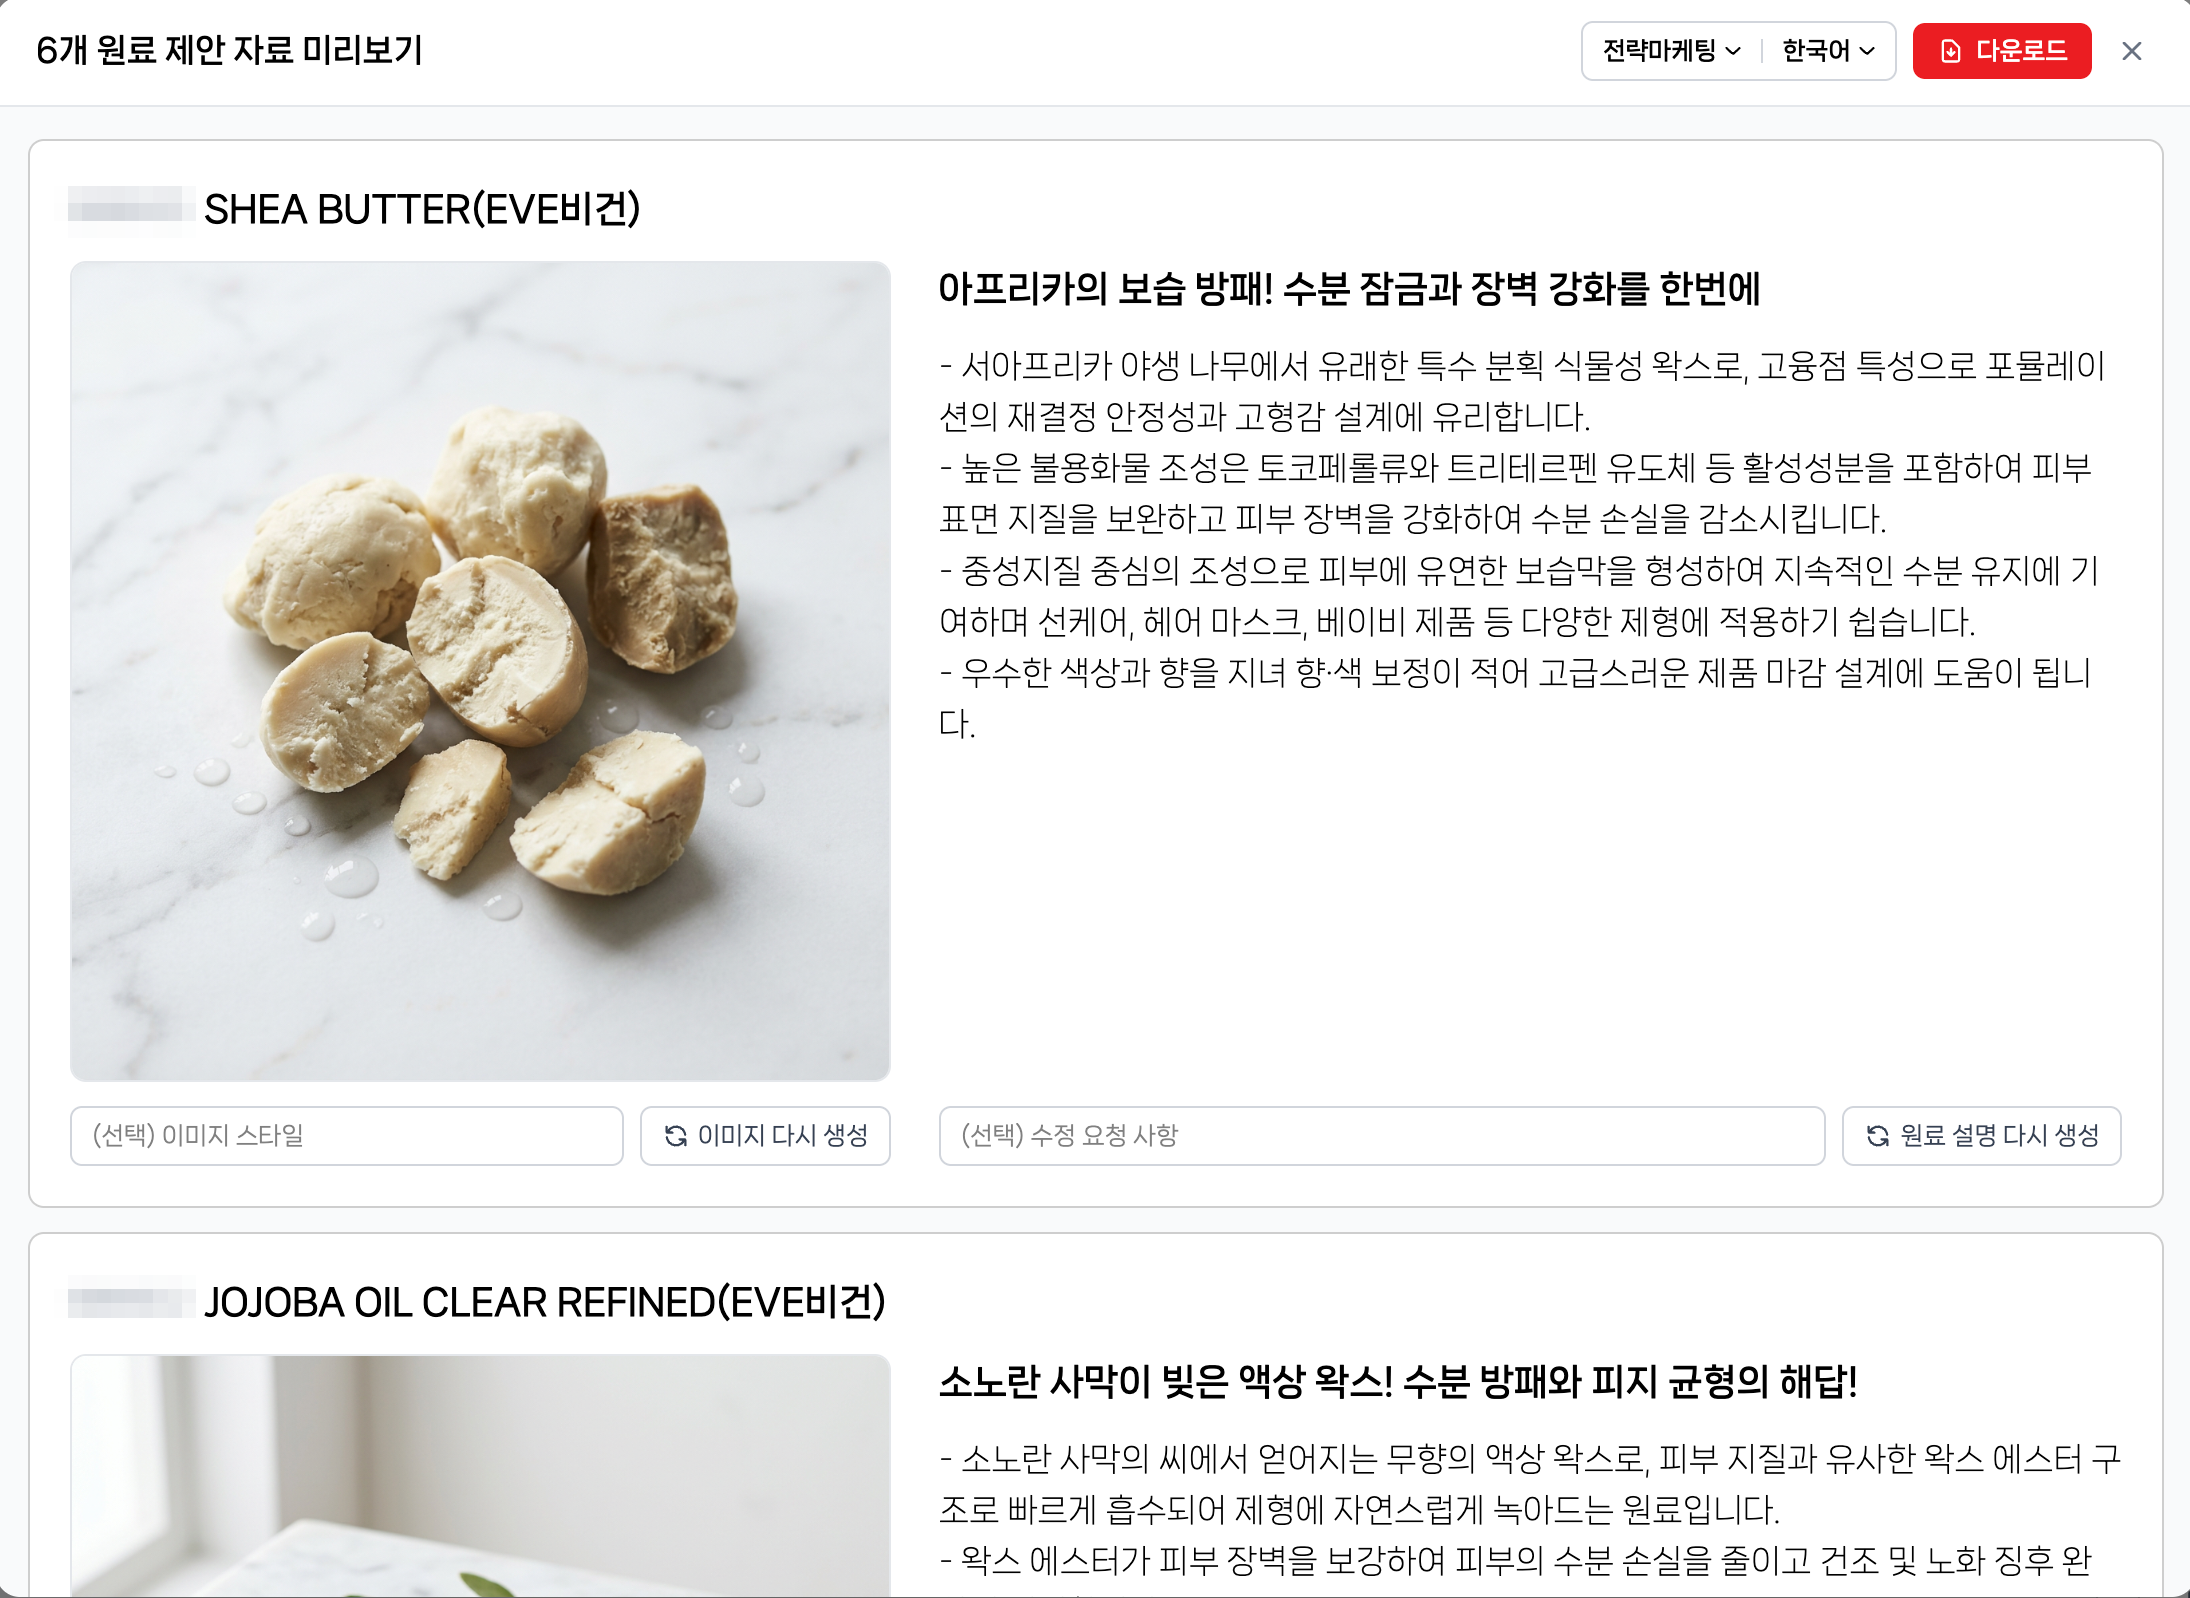 6개 원료 제안 자료 미리보기
전략마케팅
한국어
다운로드
SHEA BUTTER(EVE비건)
아프리카의 보습 방패! 수분 잠금과 장벽 강화를 한번에
- 서아프리카 야생 나무에서 유래한 특수 분획 식물성 왁스로, 고융점 특성으로 포뮬레이
션의 재결정 안정성과 고형감 설계에 유리합니다.
- 높은 불용화물 조성은 토코페롤류와 트리테르펜 유도체 등 활성성분을 포함하여 피부
표면 지질을 보완하고 피부 장벽을 강화하여 수분 손실을 감소시킵니다.
- 중성지질 중심의 조성으로 피부에 유연한 보습막을 형성하여 지속적인 수분 유지에 기
여하며 선케어, 헤어 마스크, 베이비 제품 등 다양한 제형에 적용하기 쉽습니다.
- 우수한 색상과 향을 지녀 향·색 보정이 적어 고급스러운 제품 마감 설계에 도움이 됩니
다.
(선택) 이미지 스타일
이미지 다시 생성
(선택) 수정 요청 사항
원료 설명 다시 생성
JOJOBA OIL CLEAR REFINED(EVE비건)
소노란 사막이 빚은 액상 왁스! 수분 방패와 피지 균형의 해답!
- 소노란 사막의 씨에서 얻어지는 무향의 액상 왁스로, 피부 지질과 유사한 왁스 에스터 구
조로 빠르게 흡수되어 제형에 자연스럽게 녹아드는 원료입니다.
- 왁스 에스터가 피부 장벽을 보강하여 피부의 수분 손실을 줄이고 건조 및 노화 징후 완